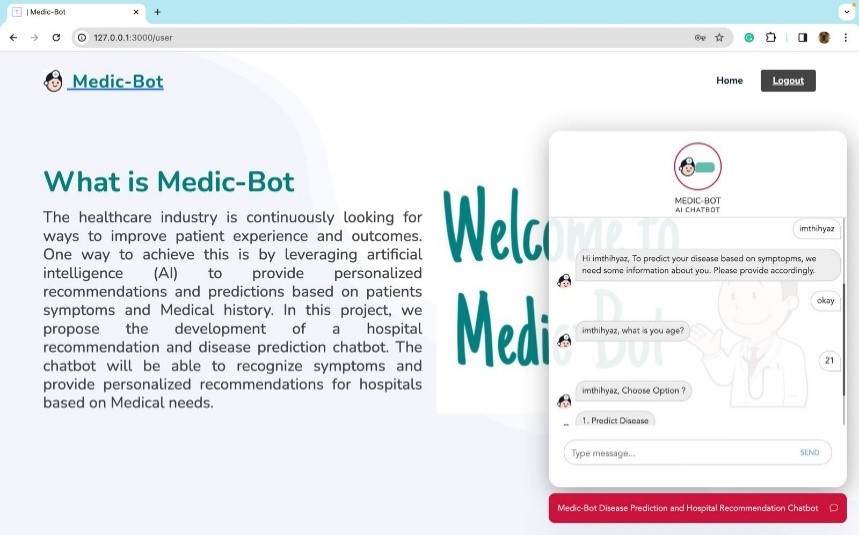 | Medic-Bot
127.0.0.1:3000/user
Medic-Bot
Home
Logout
What is Medic-Bot
The healthcare industry is continuously looking for
ways to improve patient experience and outcomes.
One way to achieve this is by leveraging artificial
intelligence (AI) to provide personalized
recommendations and predictions based on patients
symptoms and Medical history. In this project, we
propose the development of a hospital
recommendation and disease prediction chatbot. The
chatbot will be able to recognize symptoms and
provide personalized recommendations for hospitals
based on Medical needs.
Welcome to
Medic Bot
MEDIC-BOT
AI CHATBOT
imthihyaz
Hi imthihyaz, To predict your disease based on symptopms, we
need some information about you. Please provide accordingly.
okay
imthihyaz, what is you age?
21
imthihyaz, Choose Option ?
1. Predict Disease
Type message...
SEND
Medic-Bot Disease Prediction and Hospital Recommendation Chatbot